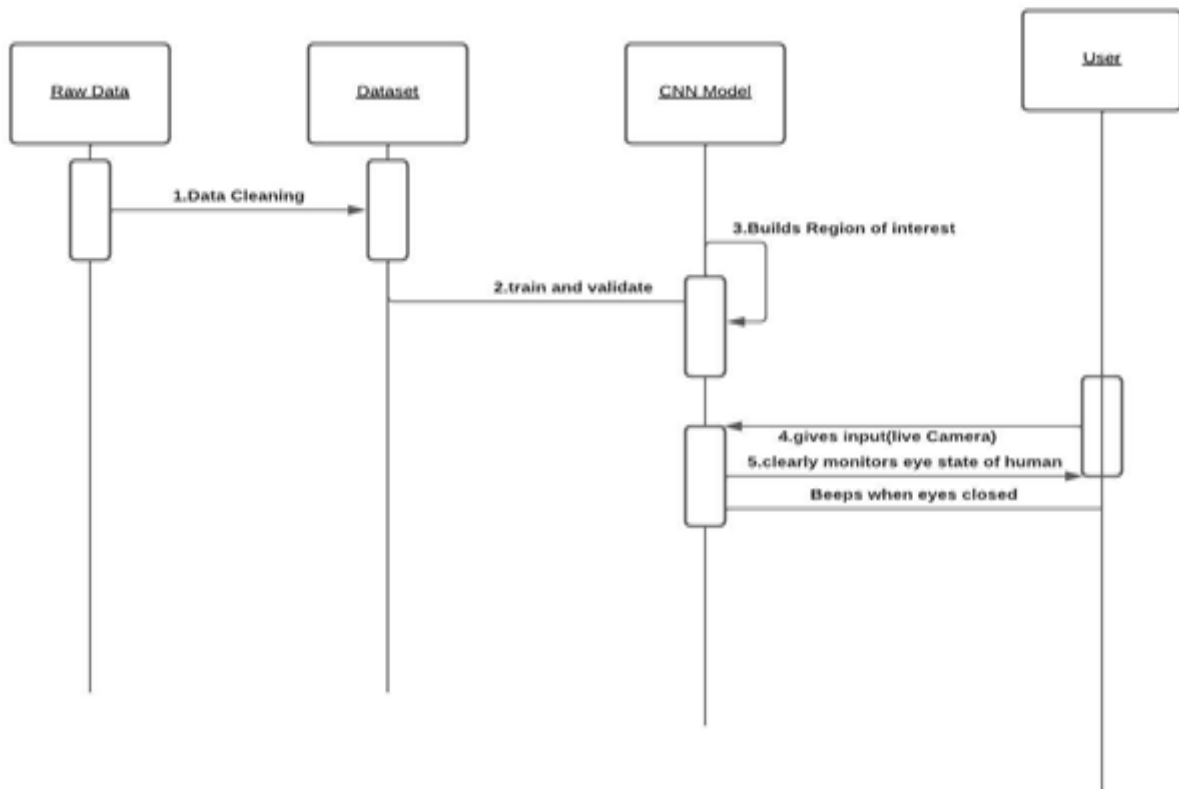 User
Raw Data
Dataset
CNN Model
1.Data Cleaning
3.Builds Region of interest
2.train and validate
4.gives input(live Camera)
5.clearly monitors eye state of human
Beeps when eyes closed